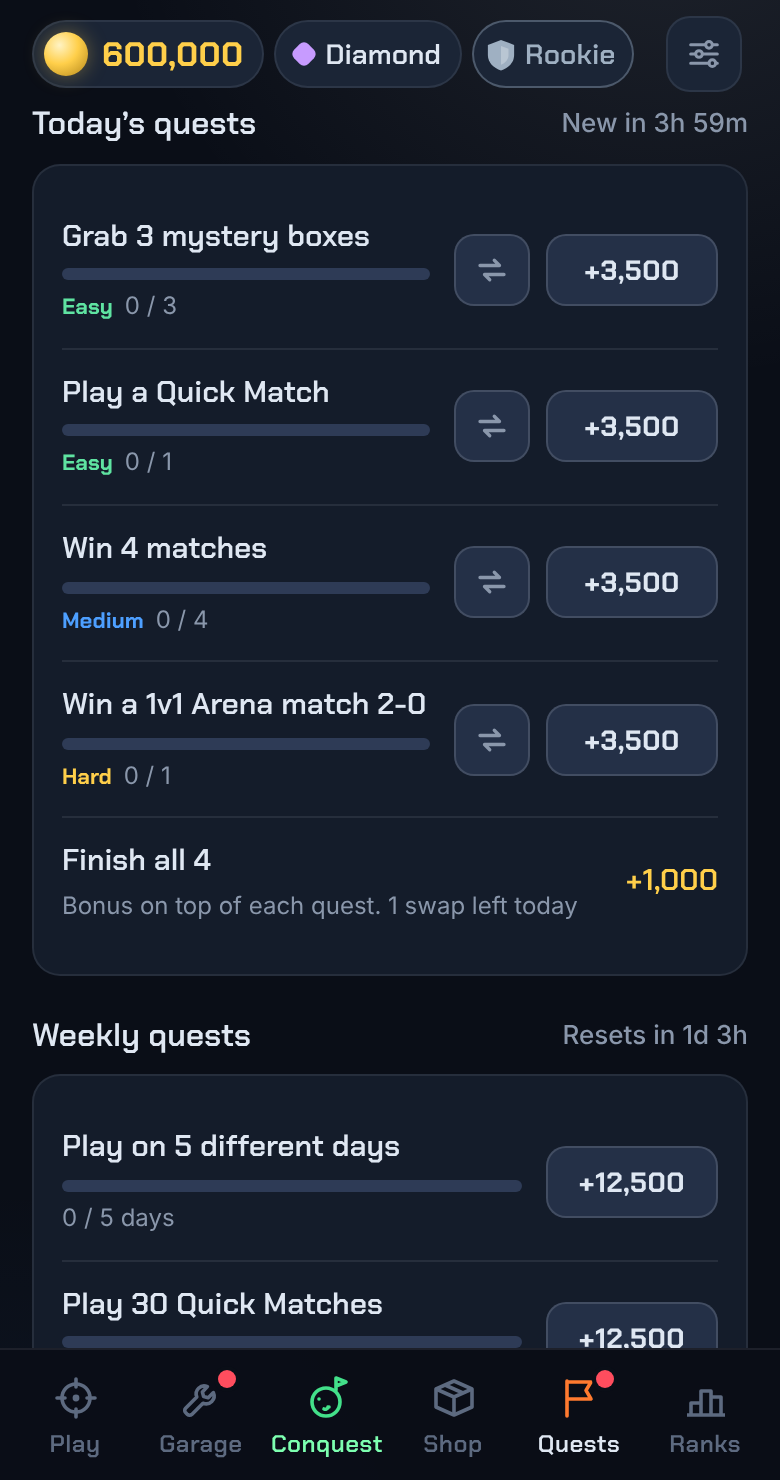 600,000
Diamond
Rookie
Today’s quests
New in 3h 59m
Grab 3 mystery boxes
Easy 0 / 3
+3,500
Play a Quick Match
Easy 0 / 1
+3,500
Win 4 matches
Medium 0 / 4
+3,500
Win a 1v1 Arena match 2-0
Hard 0 / 1
+3,500
Finish all 4
Bonus on top of each quest. 1 swap left today
+1,000
Weekly quests
Resets in 1d 3h
Play on 5 different days
0 / 5 days
+12,500
Play 30 Quick Matches
+12,500
Play
Garage
Conquest
Shop
Quests
Ranks